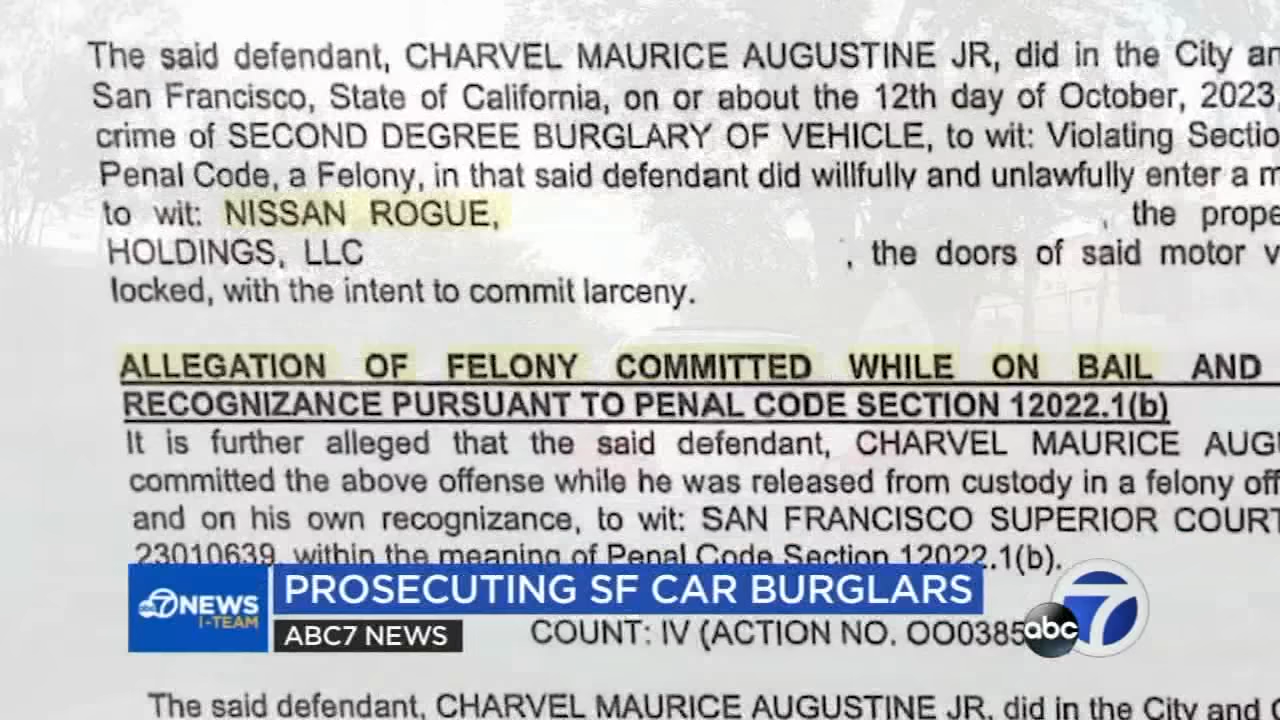 The said defendant, CHARVEL MAURICE AUGUSTINE JR, did in the City
San Francisco, State of California, on or about the 12th day of October, 2023,
crime of SECOND DEGREE BURGLARY OF VEHICLE, to wit: Violating
Penal Code, a Felony, in that said defendant did willfully and unlawfully enter a
to wit: NISSAN ROGUE, , the
HOLDINGS, LLC , the doors of said motor
locked, with the intent to commit larceny.
ALLEGATION OF FELONY COMMITTED WHILE ON BAIL AND
RECOGNIZANCE PURSUANT TO PENAL CODE SECTION 12022.1(b)
It is further alleged that the said defendant, CHARVEL MAURICE
committed the above offense while he was released from custody in a felony
and on his own recognizance, to wit: SAN FRANCISCO SUPERIOR COURT
23010639, within the meaning of Penal Code Section 12022.1(b).
abc 7 NEWS I-TEAM
PROSECUTING SF CAR BURGLARS
ABC7 NEWS
COUNT: IV (ACTION NO. OO0385
abc 7
The said defendant, CHARVEL MAURICE AUGUSTINE JR, did in the City and